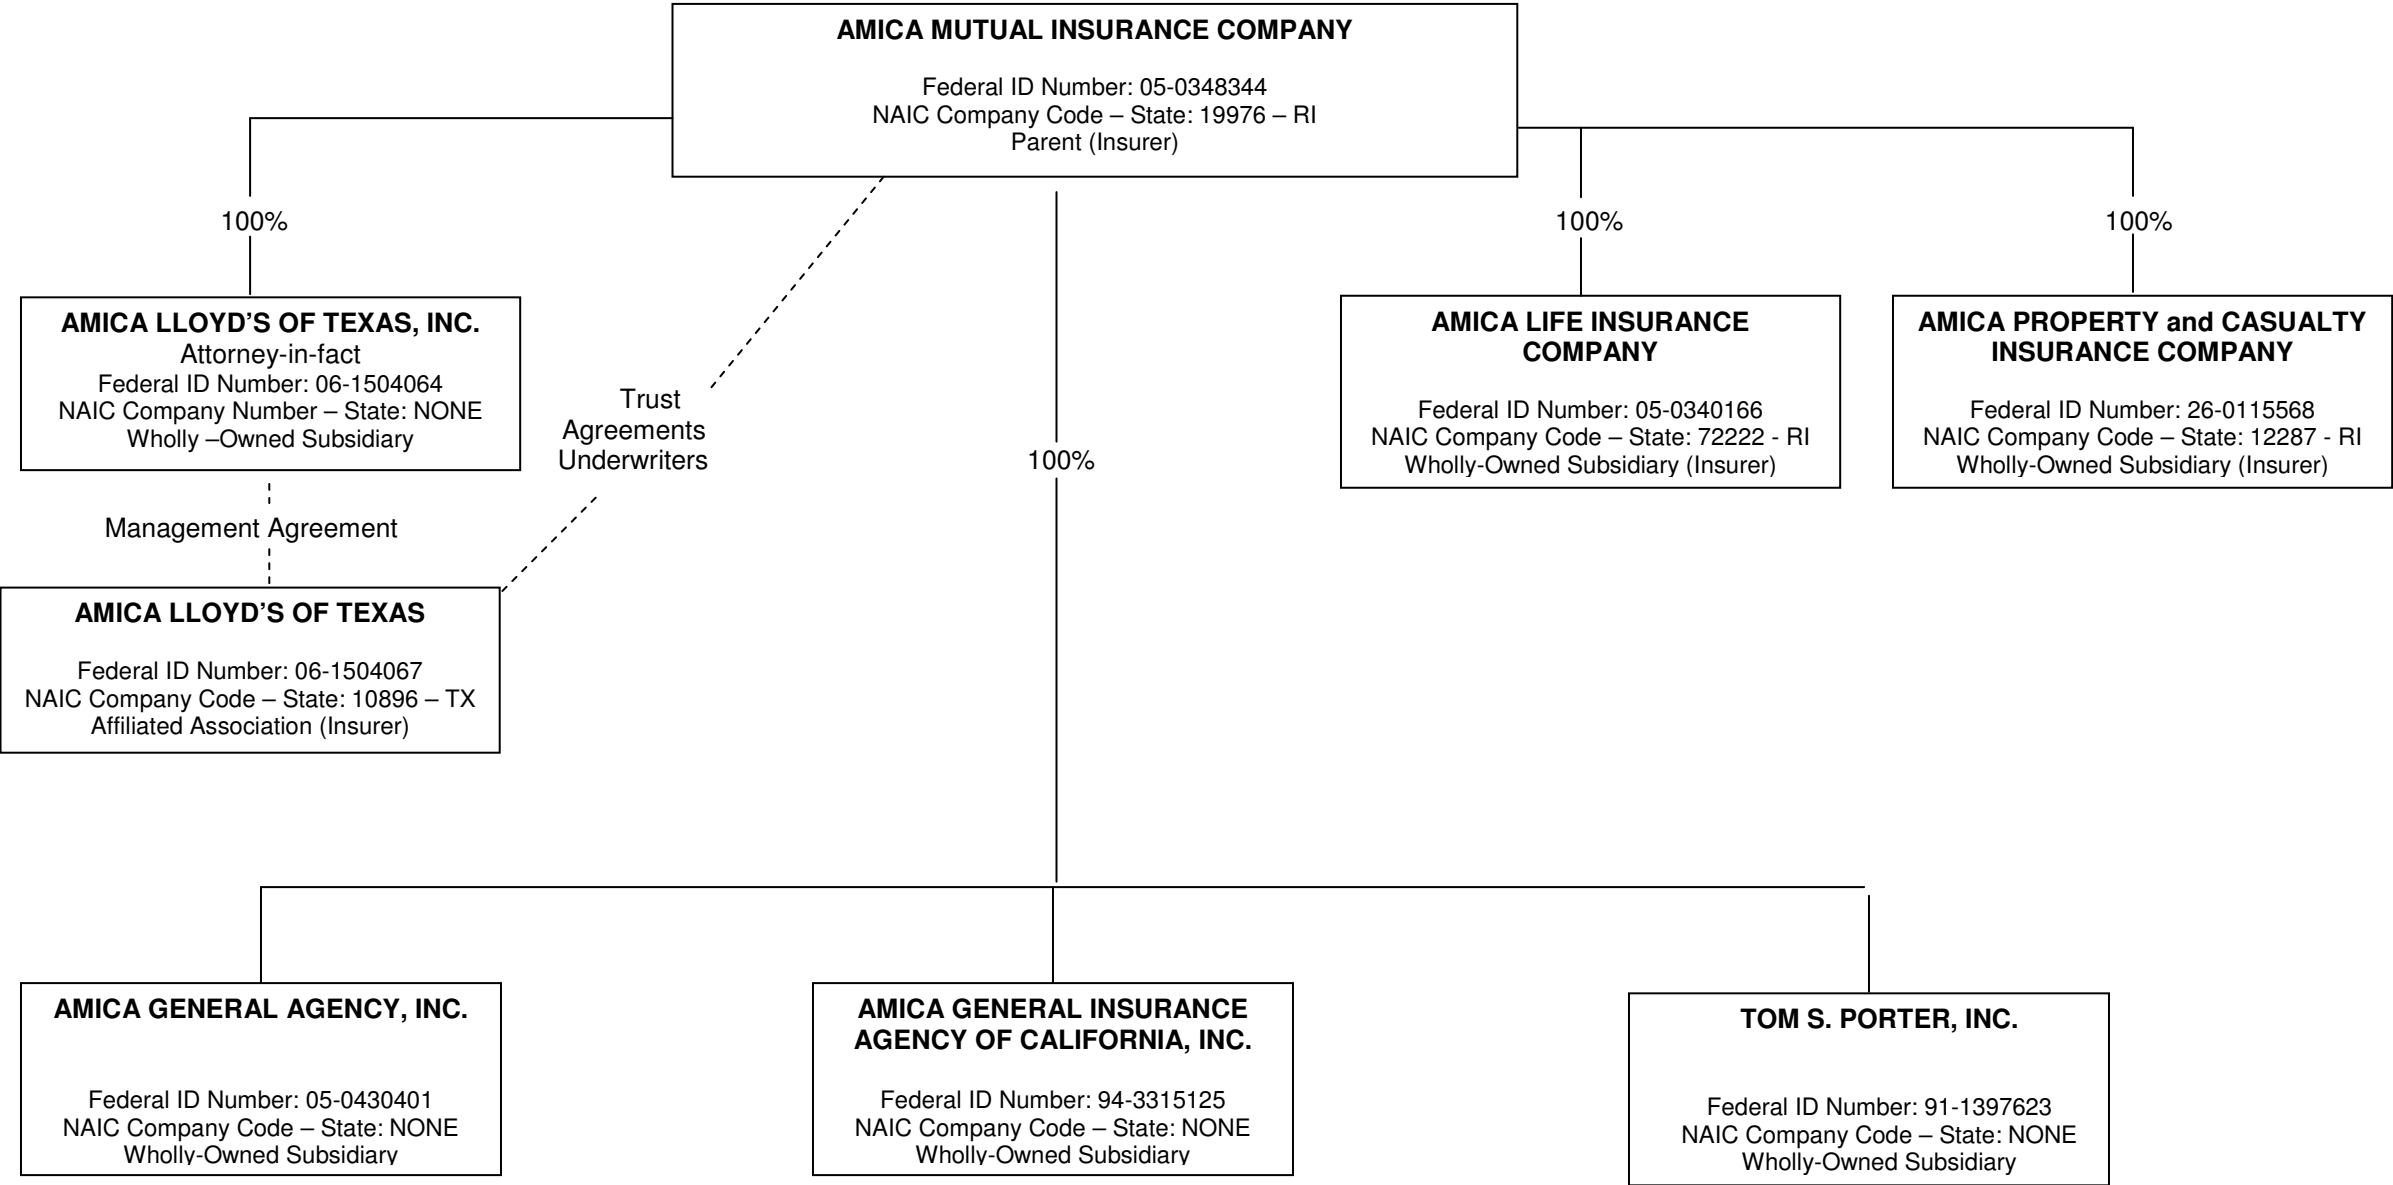 AMICA MUTUAL INSURANCE COMPANY
Federal ID Number: 05-0348344
NAIC Company Code – State: 19976 – RI
Parent (Insurer)
100%
100%
100%
AMICA LLOYD’S OF TEXAS, INC.
Attorney-in-fact
Federal ID Number: 06-1504064
NAIC Company Number – State: NONE
Wholly –Owned Subsidiary
Trust
Agreements
Underwriters
100%
AMICA LIFE INSURANCE
COMPANY
Federal ID Number: 05-0340166
NAIC Company Code – State: 72222 - RI
Wholly-Owned Subsidiary (Insurer)
AMICA PROPERTY and CASUALTY
INSURANCE COMPANY
Federal ID Number: 26-0115568
NAIC Company Code – State: 12287 - RI
Wholly-Owned Subsidiary (Insurer)
Management Agreement
AMICA LLOYD’S OF TEXAS
Federal ID Number: 06-1504067
NAIC Company Code – State: 10896 – TX
Affiliated Association (Insurer)
AMICA GENERAL AGENCY, INC.
Federal ID Number: 05-0430401
NAIC Company Code – State: NONE
Wholly-Owned Subsidiary
AMICA GENERAL INSURANCE
AGENCY OF CALIFORNIA, INC.
Federal ID Number: 94-3315125
NAIC Company Code – State: NONE
Wholly-Owned Subsidiary
TOM S. PORTER, INC.
Federal ID Number: 91-1397623
NAIC Company Code – State: NONE
Wholly-Owned Subsidiary